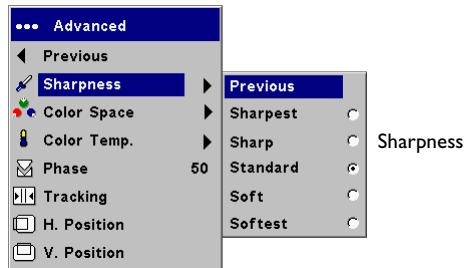 ••• Advanced
Previous
Sharpness
Color Space
Color Temp.
Phase 50
Tracking
H. Position
V. Position
Previous
Sharpest
Sharp
Standard
Soft
Softest
Sharpness